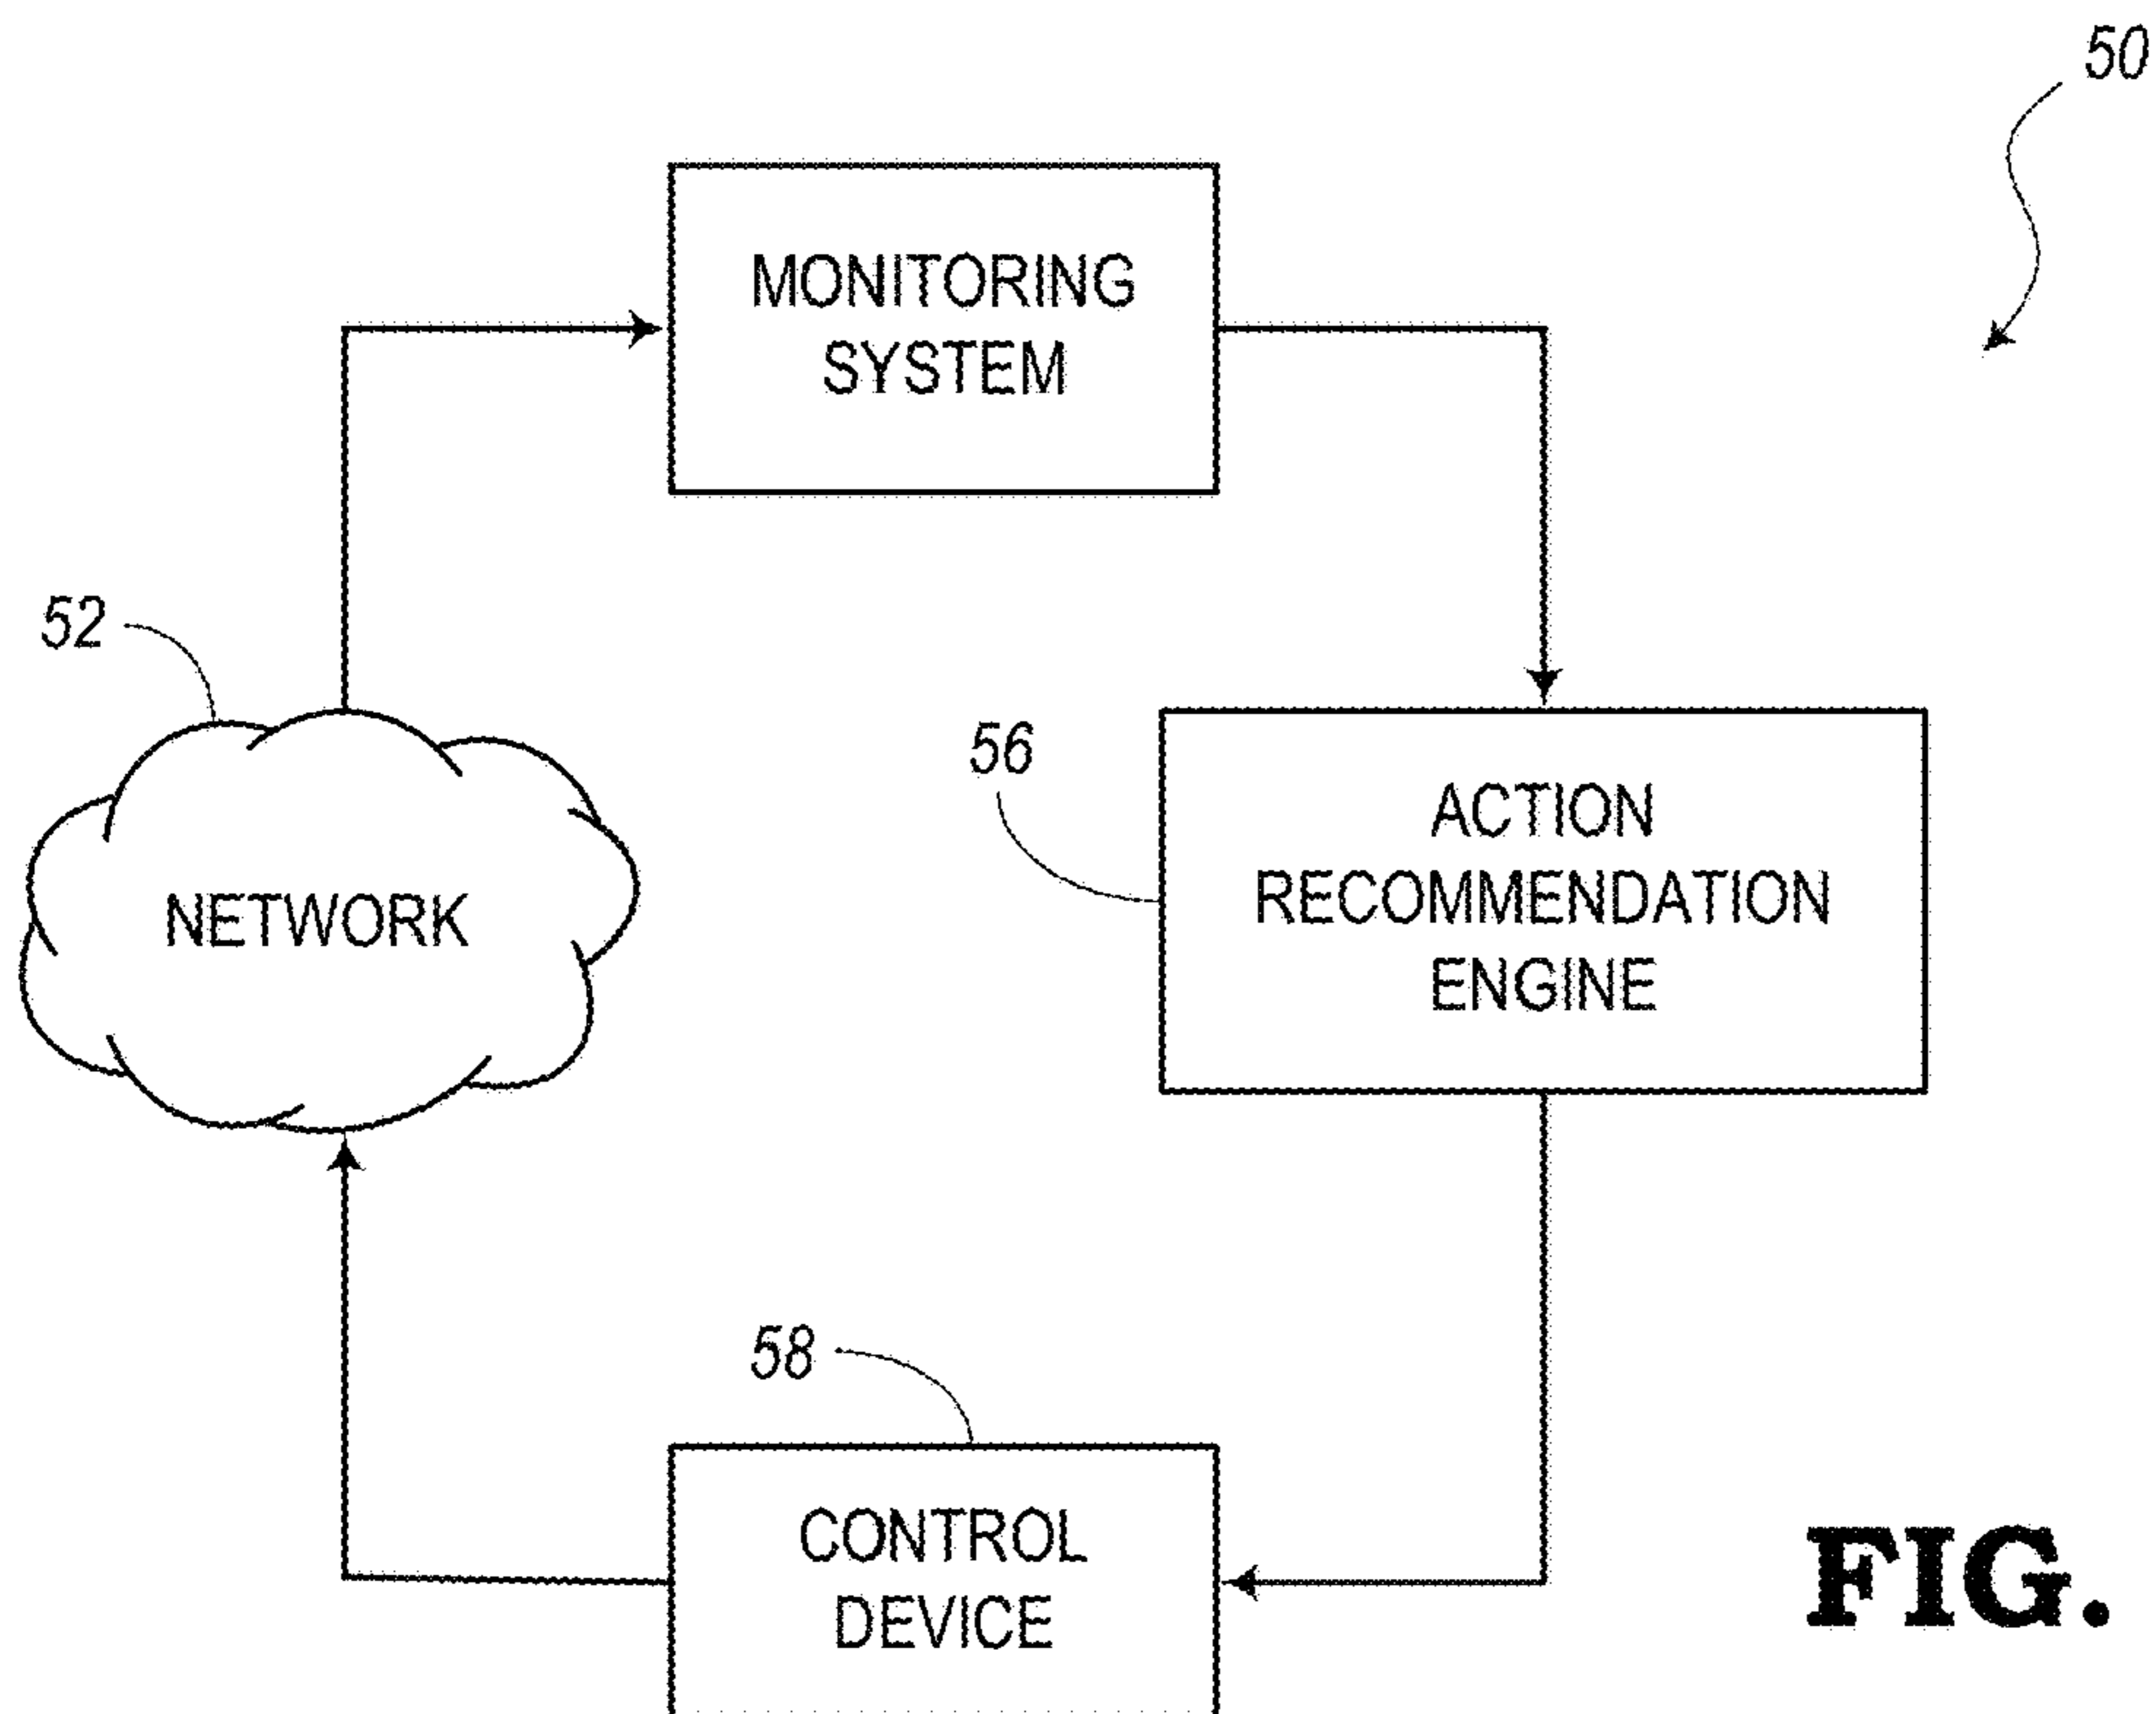 50
MONITORING
SYSTEM
52
56
ACTION
RECOMMENDATION
ENGINE
NETWORK
58
CONTROL
DEVICE
FIG.